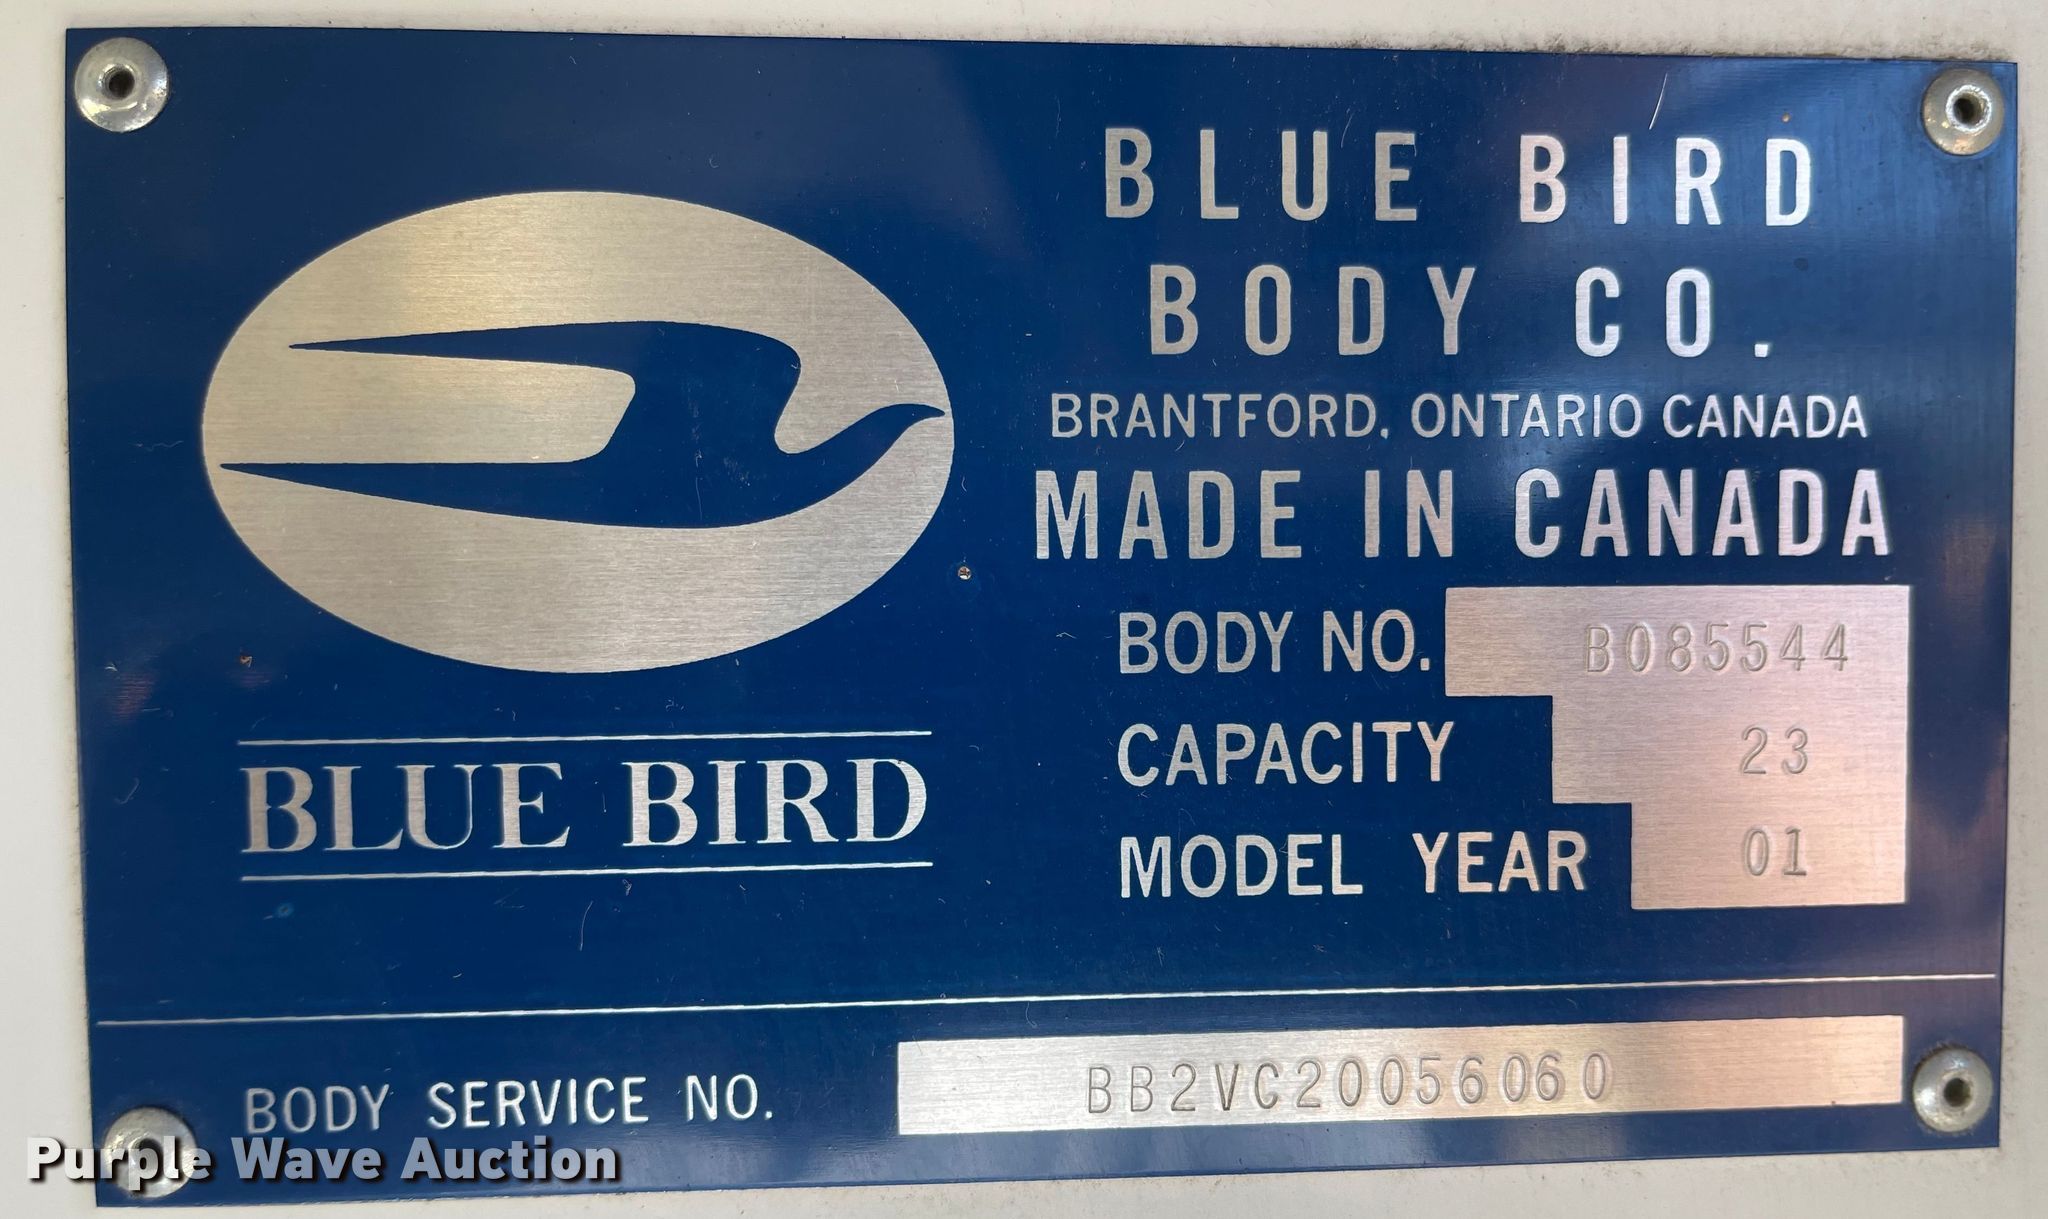 BLUE BIRD
BODY CO.
BRANTFORD, ONTARIO CANADA
MADE IN CANADA
BODY NO. B085544
CAPACITY 23
MODEL YEAR 01
BLUE BIRD
BODY SERVICE NO. BB2VC20056060
Purple Wave Auction